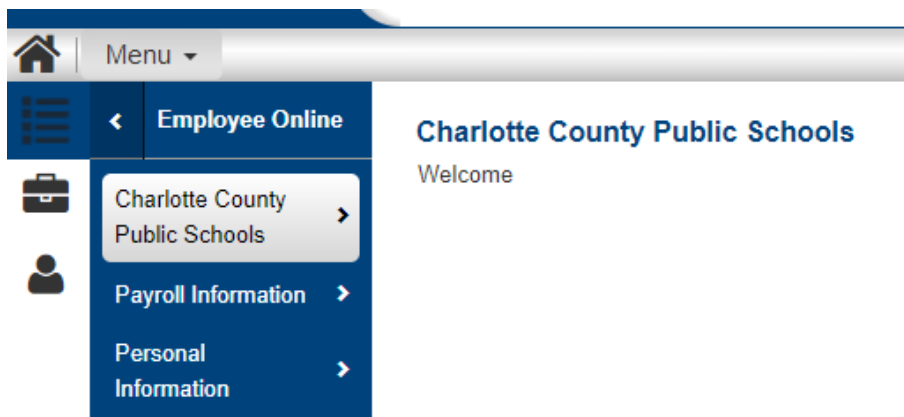 Menu
Employee Online
Charlotte County
Public Schools
Payroll Information
Personal
Information
Charlotte County Public Schools
Welcome